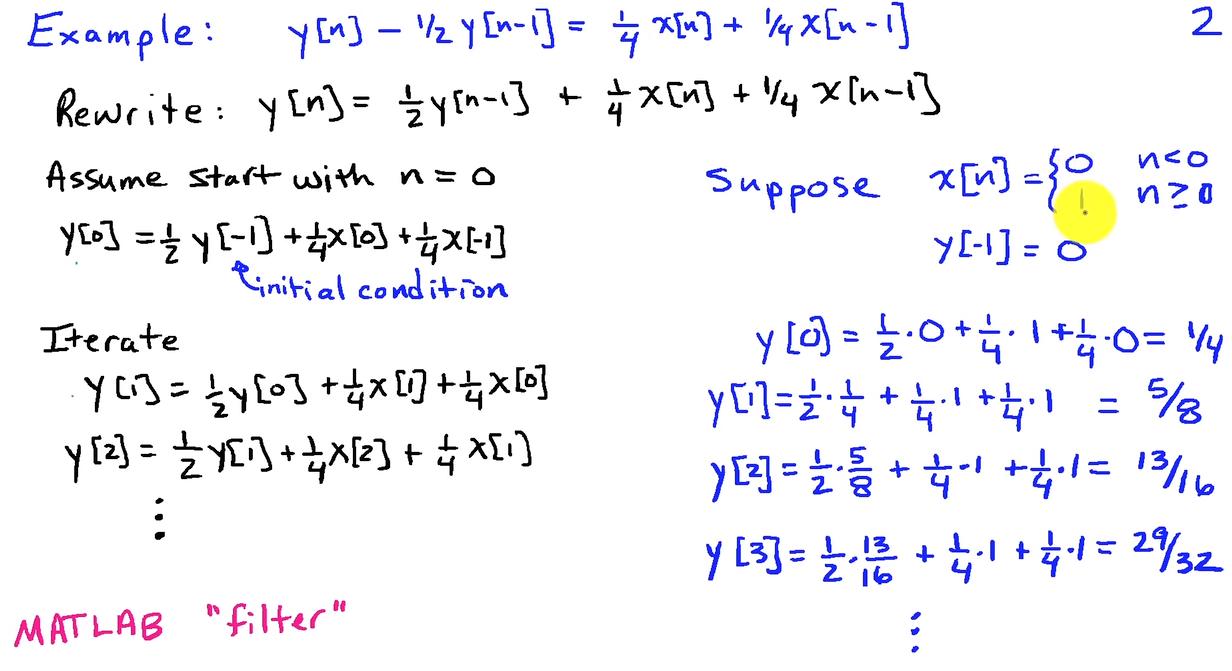 Example: y[n] - 1/2 y[n-1] = 1/4 x[n] + 1/4 x[n-1]
2
Rewrite: y[n] = 1/2 y[n-1] + 1/4 x[n] + 1/4 x[n-1]
Assume start with n = 0
y[0] = 1/2 y[-1] + 1/4 x[0] + 1/4 x[-1]
initial condition
Iterate
y[1] = 1/2 y[0] + 1/4 x[1] + 1/4 x[0]
y[2] = 1/2 y[1] + 1/4 x[2] + 1/4 x[1]
⋮
MATLAB "filter"
Suppose x[n] = { 0 n<0
1 n≥0
y[-1] = 0
y[0] = 1/2 · 0 + 1/4 · 1 + 1/4 · 0 = 1/4
y[1] = 1/2 · 1/4 + 1/4 · 1 + 1/4 · 1 = 5/8
y[2] = 1/2 · 5/8 + 1/4 · 1 + 1/4 · 1 = 13/16
y[3] = 1/2 · 13/16 + 1/4 · 1 + 1/4 · 1 = 29/32
⋮